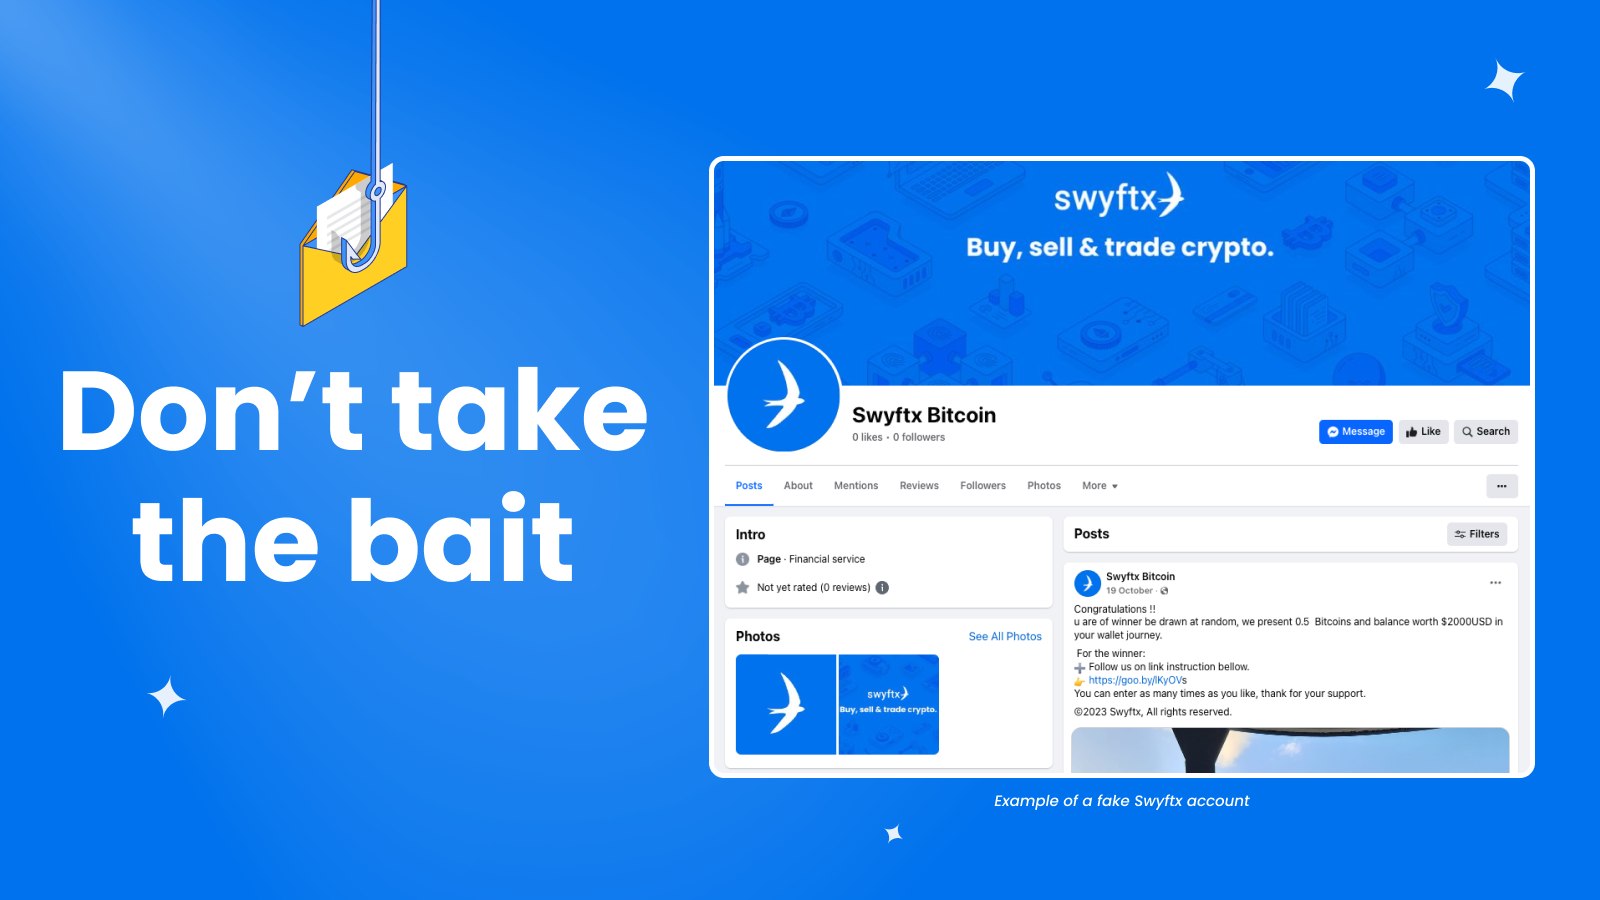 Don't take
the bait
swyftx
Buy, sell & trade crypto.
Swyftx Bitcoin
0 likes · 0 followers
Message
Like
Search
Posts
About
Mentions
Reviews
Followers
Photos
More
Intro
Page · Financial service
Not yet rated (0 reviews)
Photos
See All Photos
swyftx
Buy, sell & trade crypto.
Posts
Filters
Swyftx Bitcoin
19 October ·
Congratulations !!
u are of winner be drawn at random, we present 0.5 Bitcoins and balance worth $2000USD in
your wallet journey.
For the winner:
➕ Follow us on link instruction bellow.
👉 https://goo.by/lKyOVs
You can enter as many times as you like, thank for your support.
©2023 Swyftx, All rights reserved.
Example of a fake Swyftx account